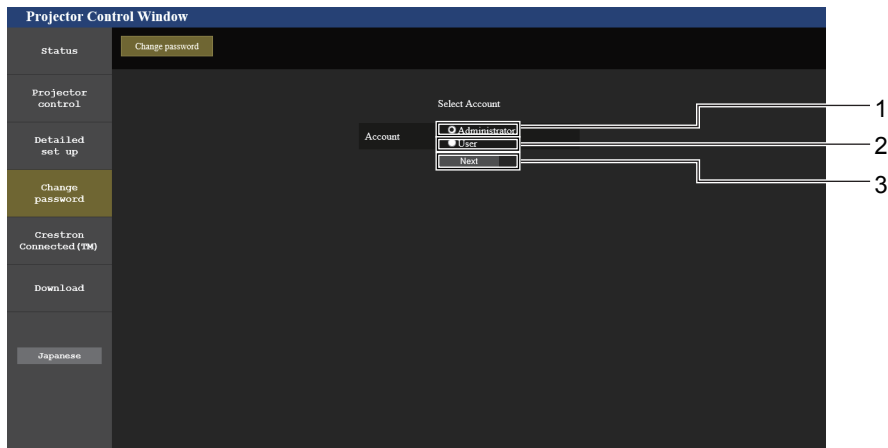 Projector Control Window
Status
Change password
Projector
control
Select Account
1
Account
Administrator
Detailed
set up
User
2
Next
3
Change
password
Crestron
Connected(TM)
Download
Japanese